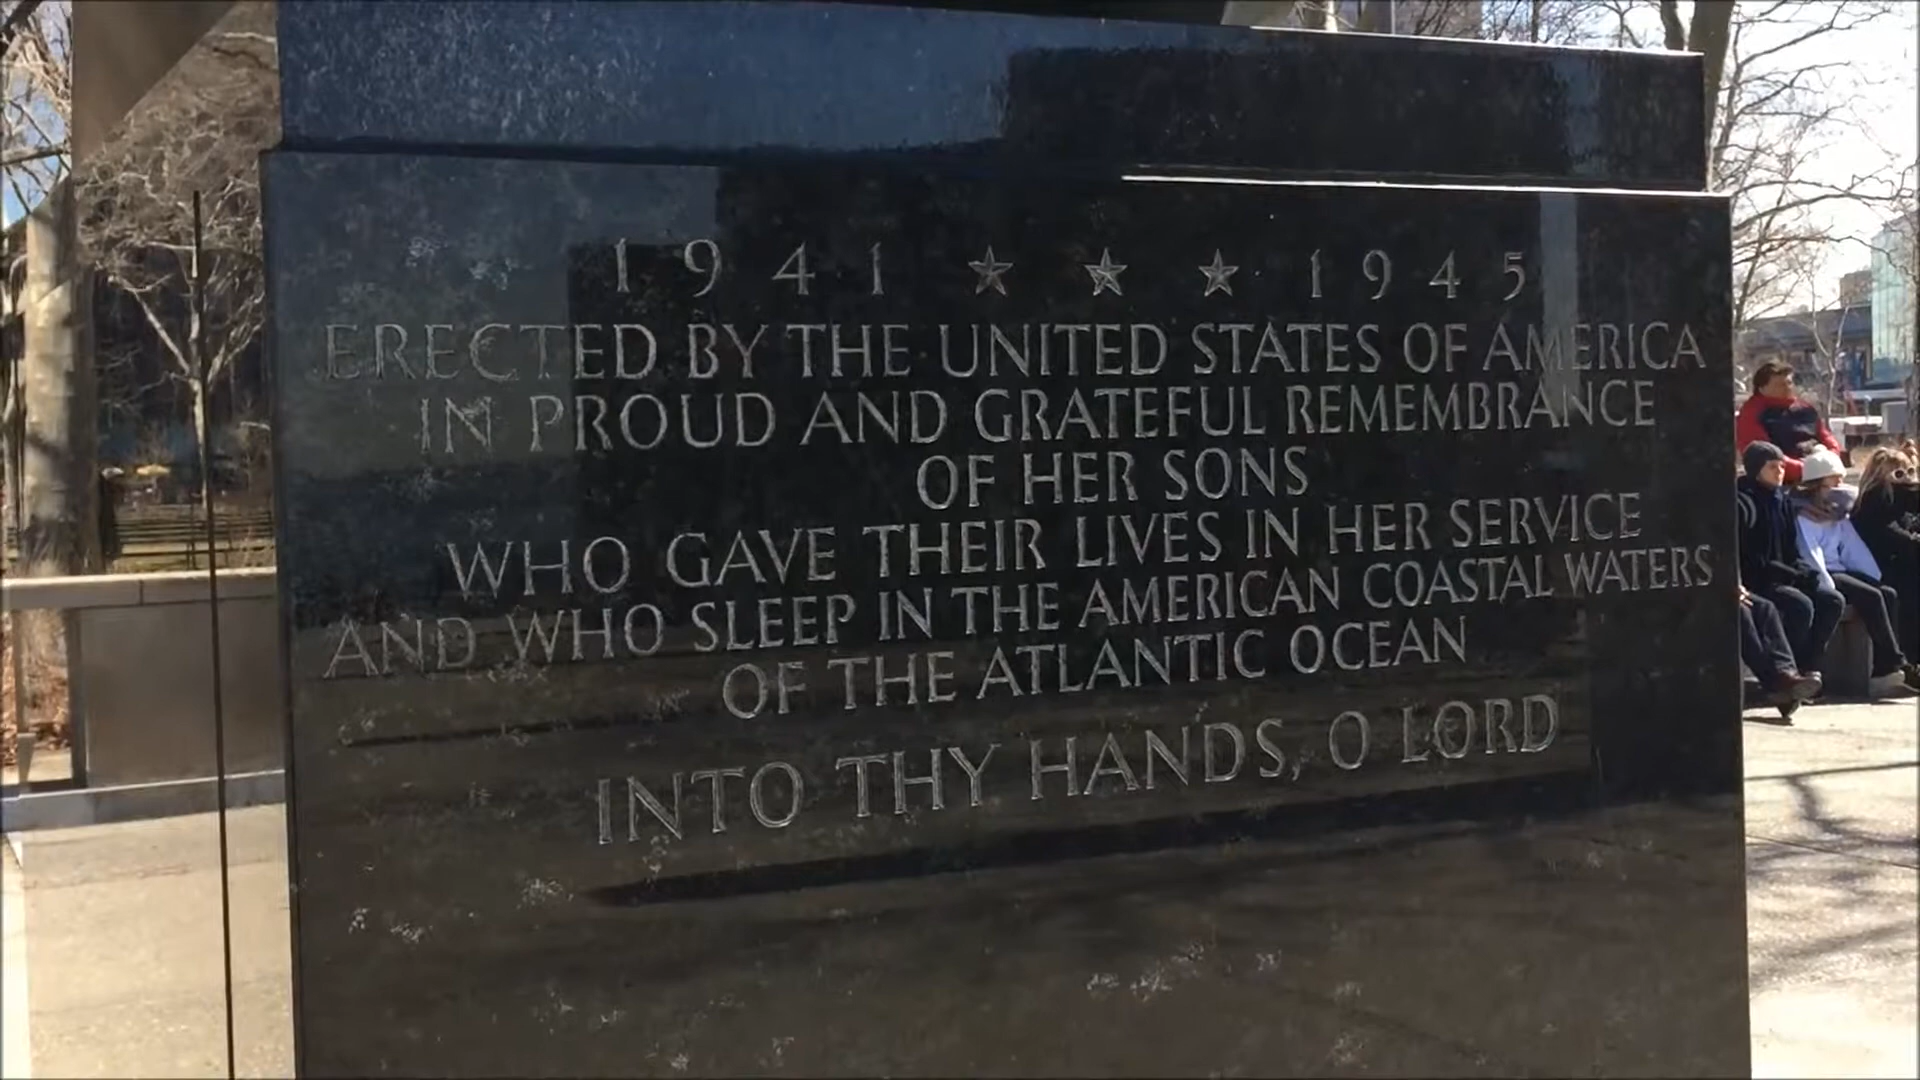 1941 ★ ★ ★ 1945
ERECTED BY THE UNITED STATES OF AMERICA
IN PROUD AND GRATEFUL REMEMBRANCE
OF HER SONS
WHO GAVE THEIR LIVES IN HER SERVICE
AND WHO SLEEP IN THE AMERICAN COASTAL WATERS
OF THE ATLANTIC OCEAN
INTO THY HANDS, O LORD